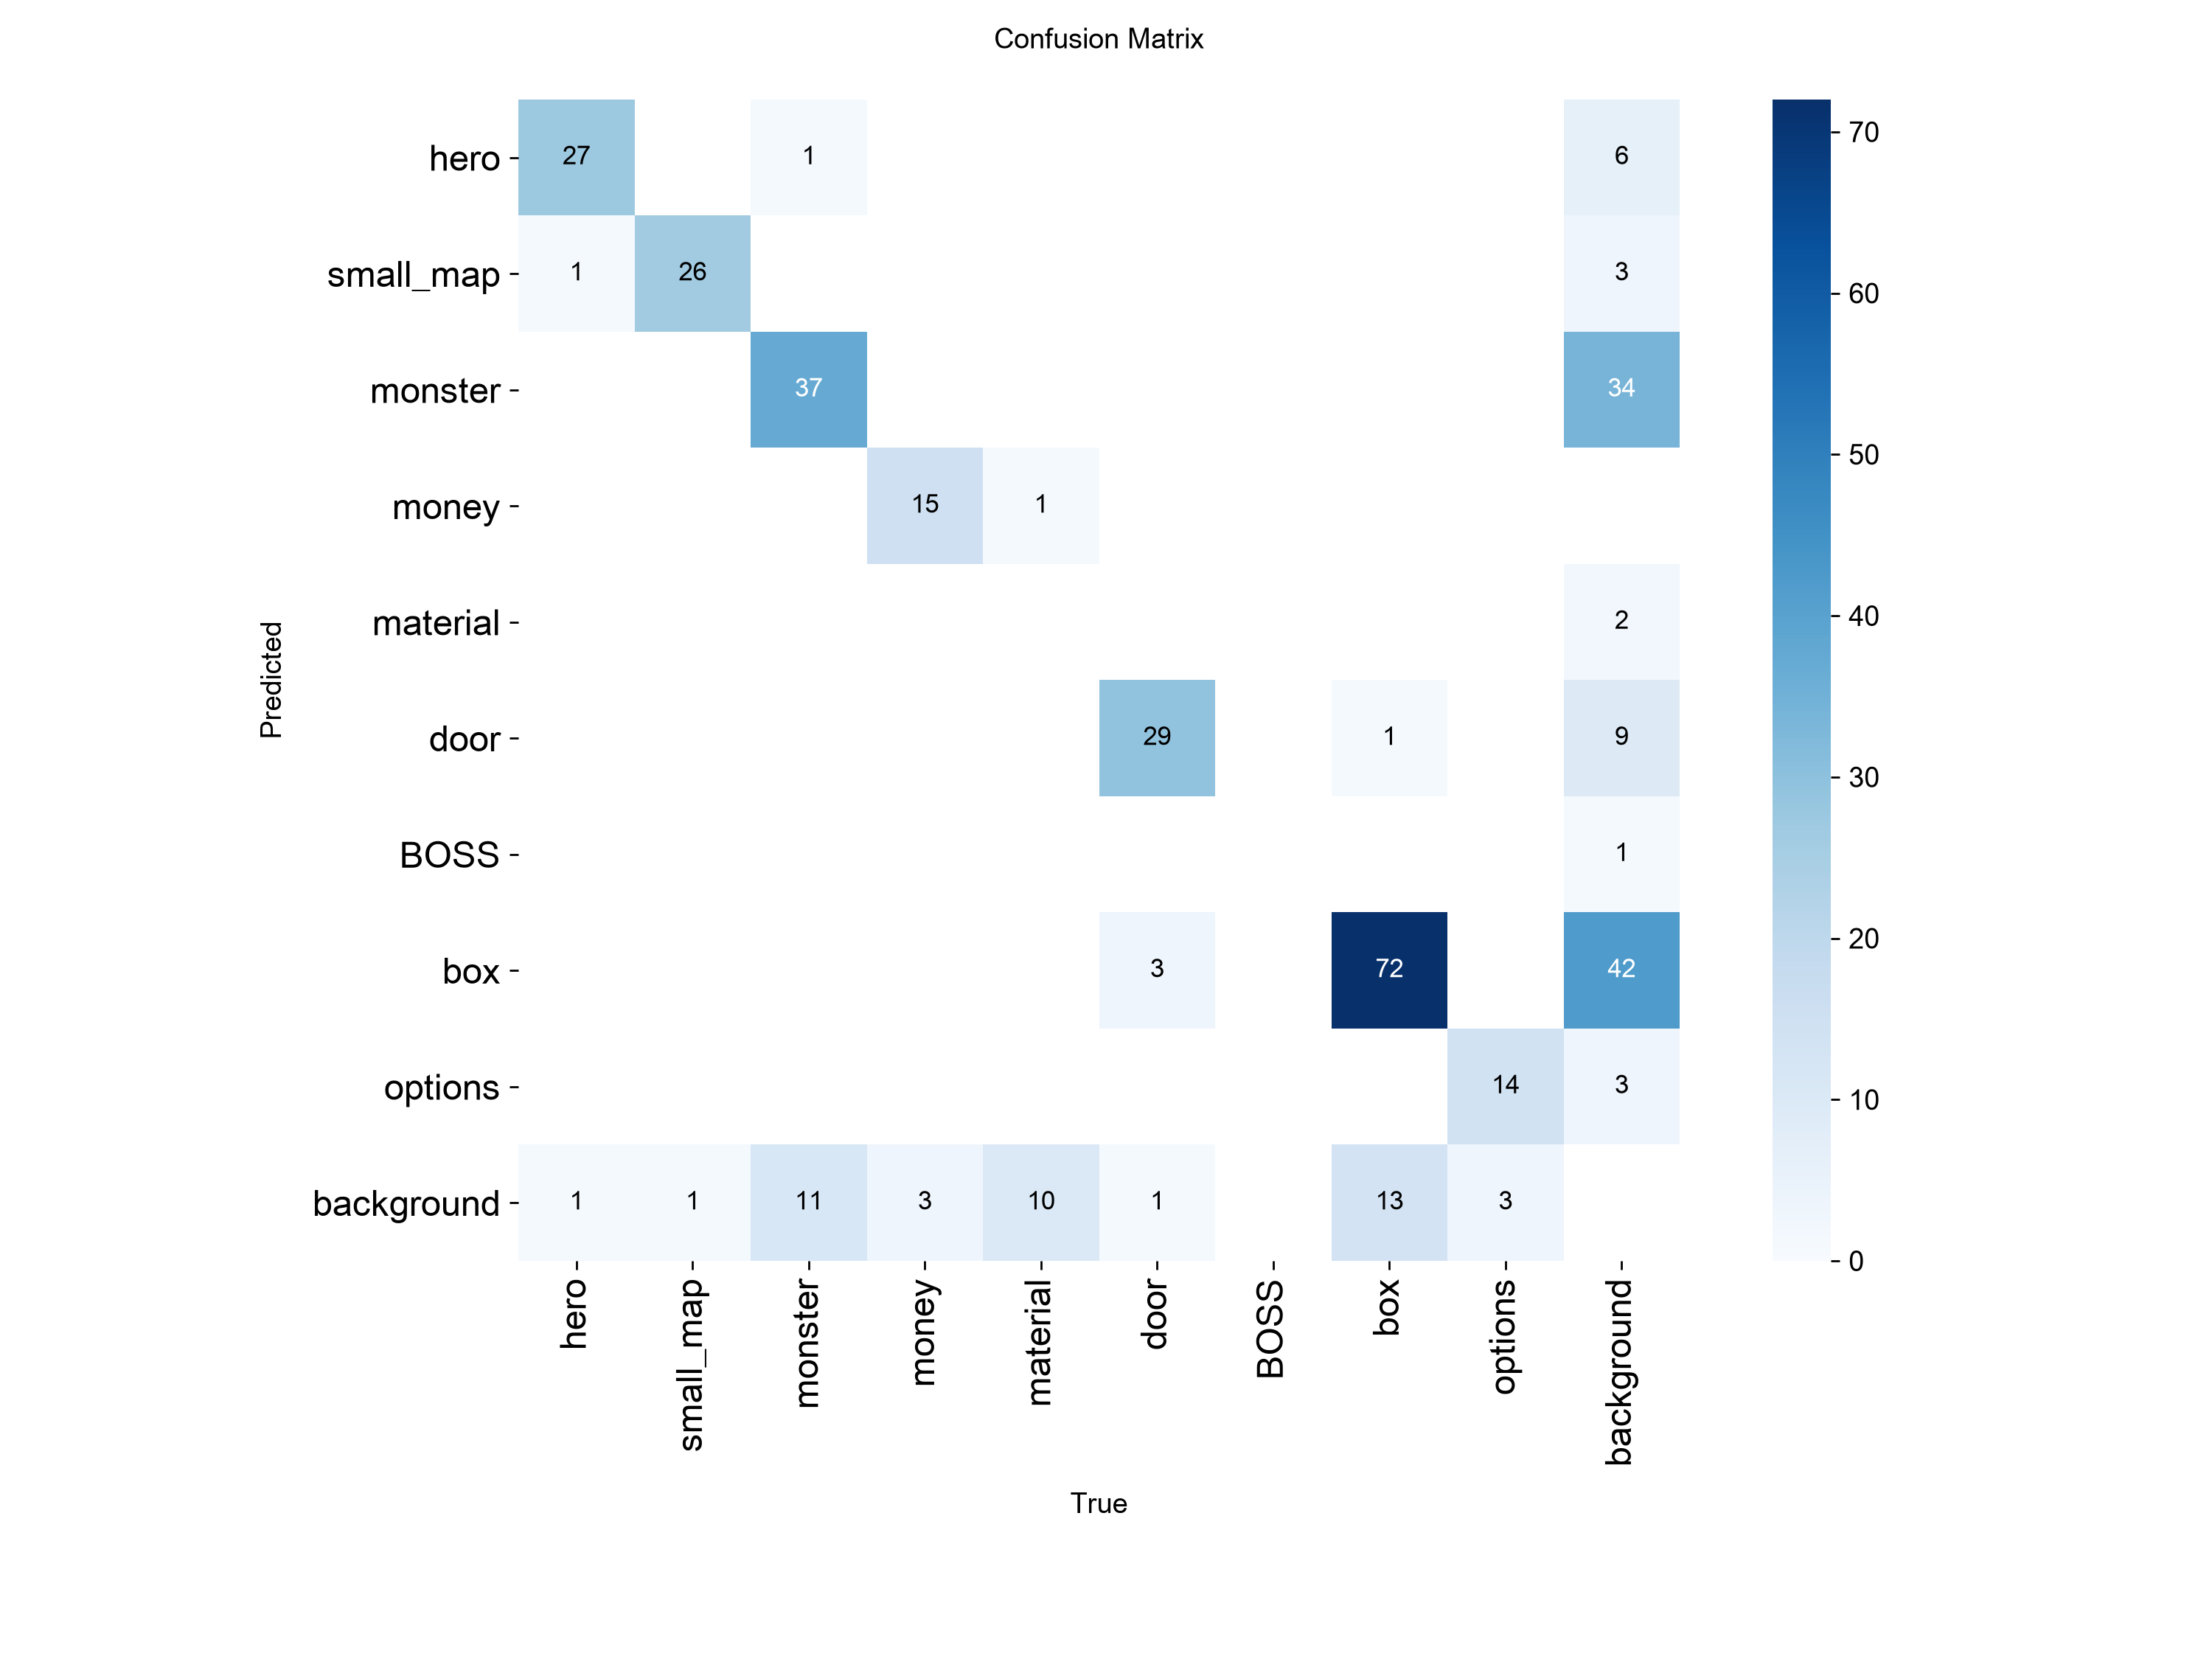 Confusion Matrix
hero 27 1 6
small_map 1 26 3
monster 37 34
money 15 1
material 2
door 29 1 9
BOSS 1
box 3 72 42
options 14 3
background 1 1 11 3 10 1 13 3
hero
small_map
monster
money
material
door
BOSS
box
options
background
True
Predicted
70
60
50
40
30
20
10
0